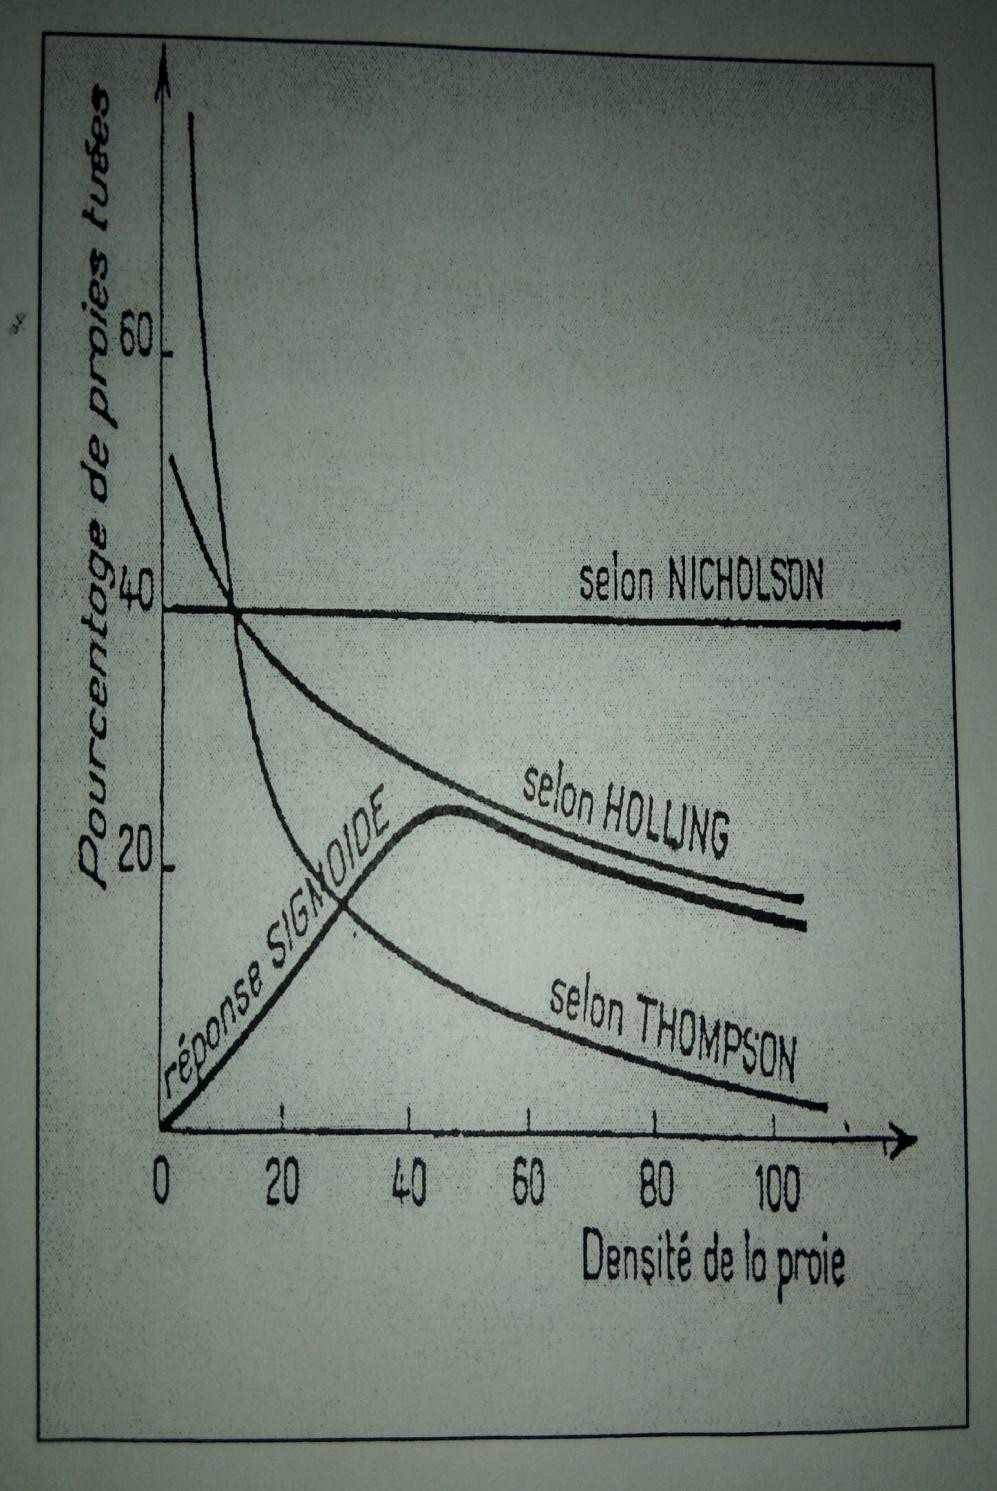 Pourcentage de proies tuées
60
40
20
selon NICHOLSON
selon HOLLING
réponse SIGMOIDE
selon THOMPSON
0 20 40 60 80 100
Densité de la proie